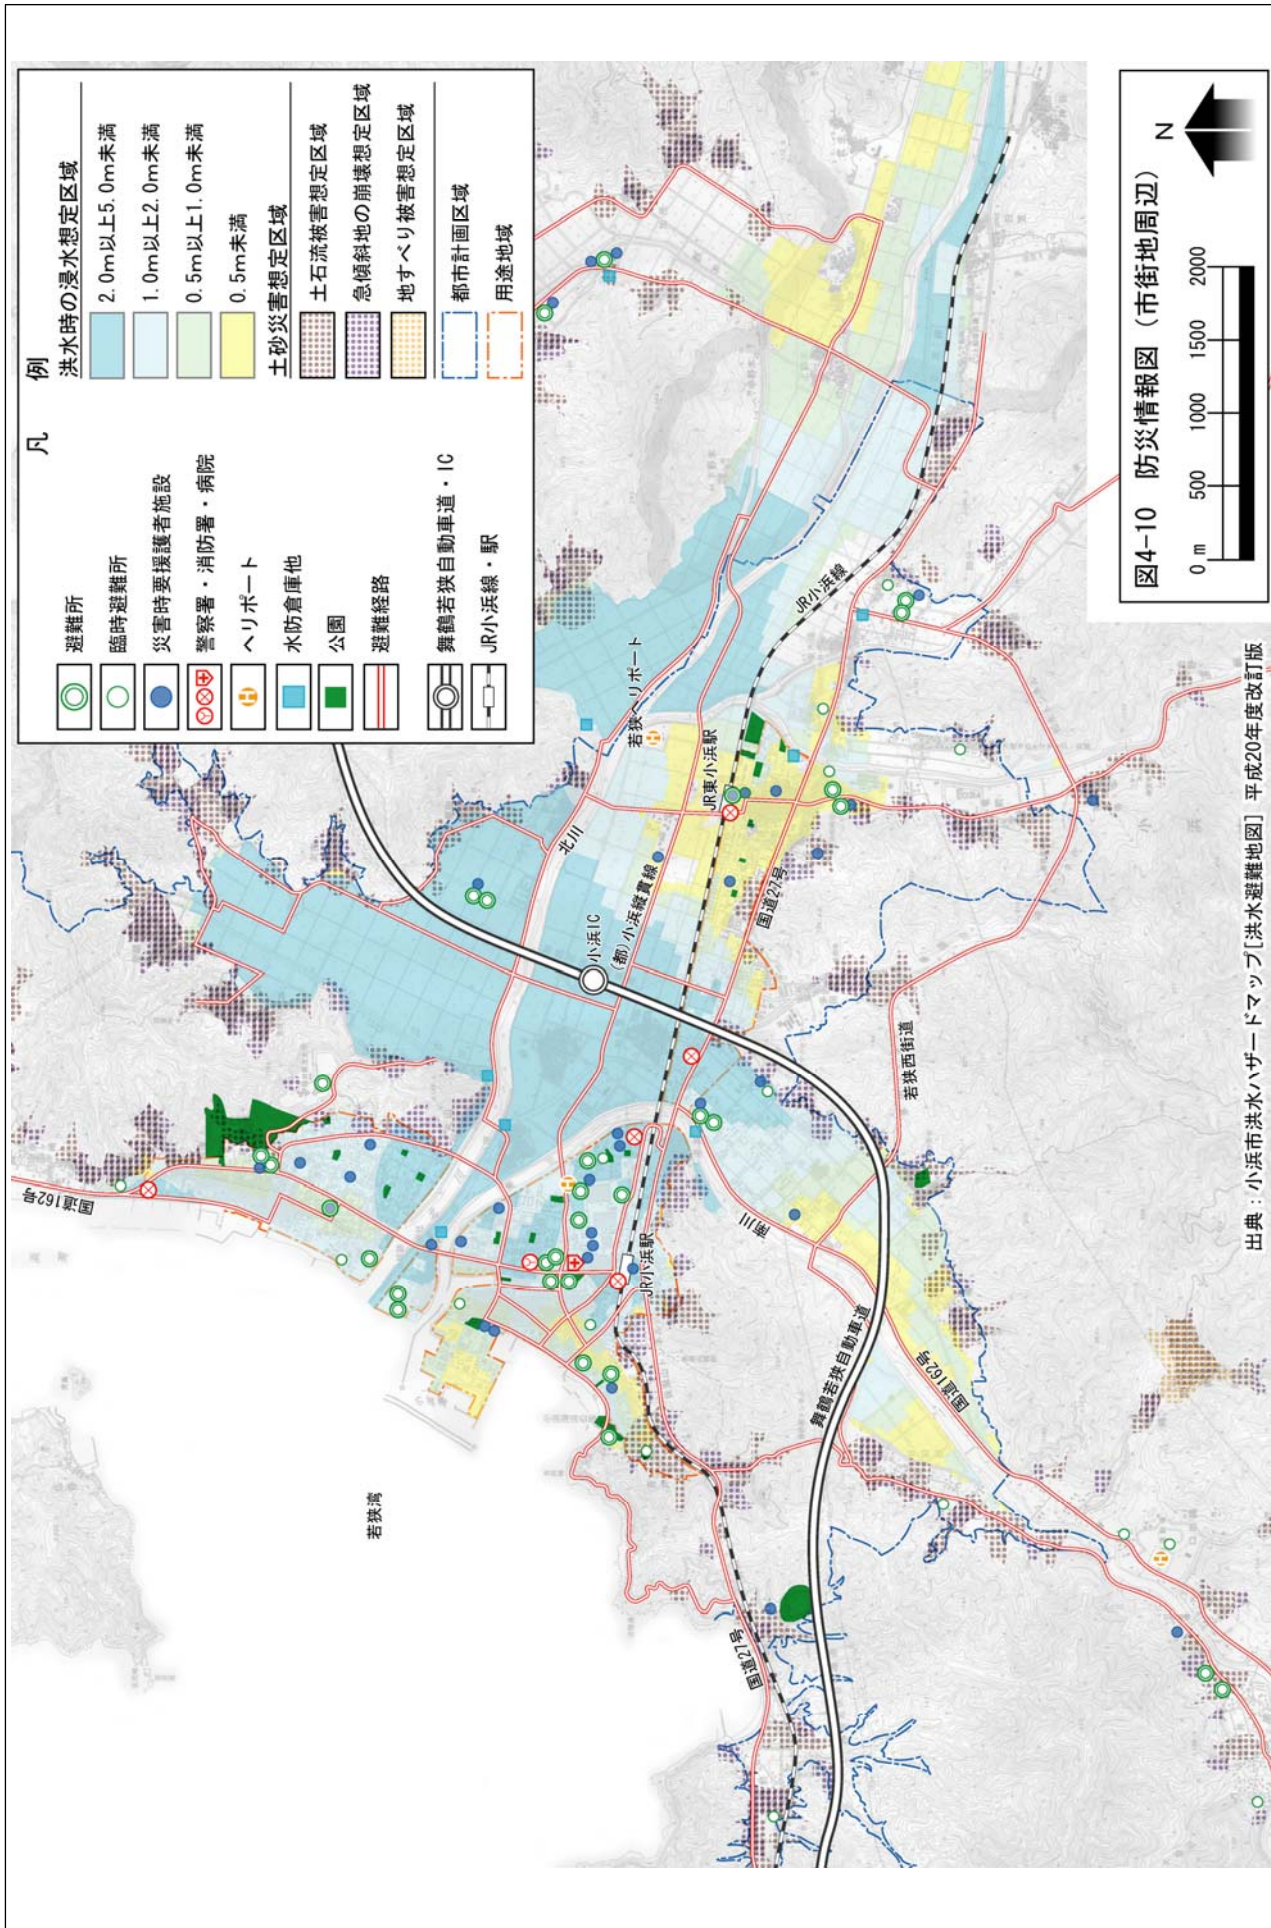 凡　例
避難所
臨時避難所
災害時要援護者施設
警察署・消防署・病院
ヘリポート
水防倉庫他
公園
避難経路
舞鶴若狭自動車道・IC
JR小浜線・駅
洪水時の浸水想定区域
2.0m以上5.0m未満
1.0m以上2.0m未満
0.5m以上1.0m未満
0.5m未満
土砂災害想定区域
土石流被害想定区域
急傾斜地の崩壊想定区域
地すべり被害想定区域
都市計画区域
用途地域
国道162号
若狭湾
北川
小浜IC
(都)小浜縦貫線
若狭ヘリポート
JR東小浜駅
JR小浜線
国道27号
JR小浜駅
南川
若狭西街道
舞鶴若狭自動車道
国道162号
国道27号
図4-10　防災情報図（市街地周辺）
0 m　500　1000　1500　2000
N
出典：小浜市洪水ハザードマップ[洪水避難地図]　平成20年度改訂版